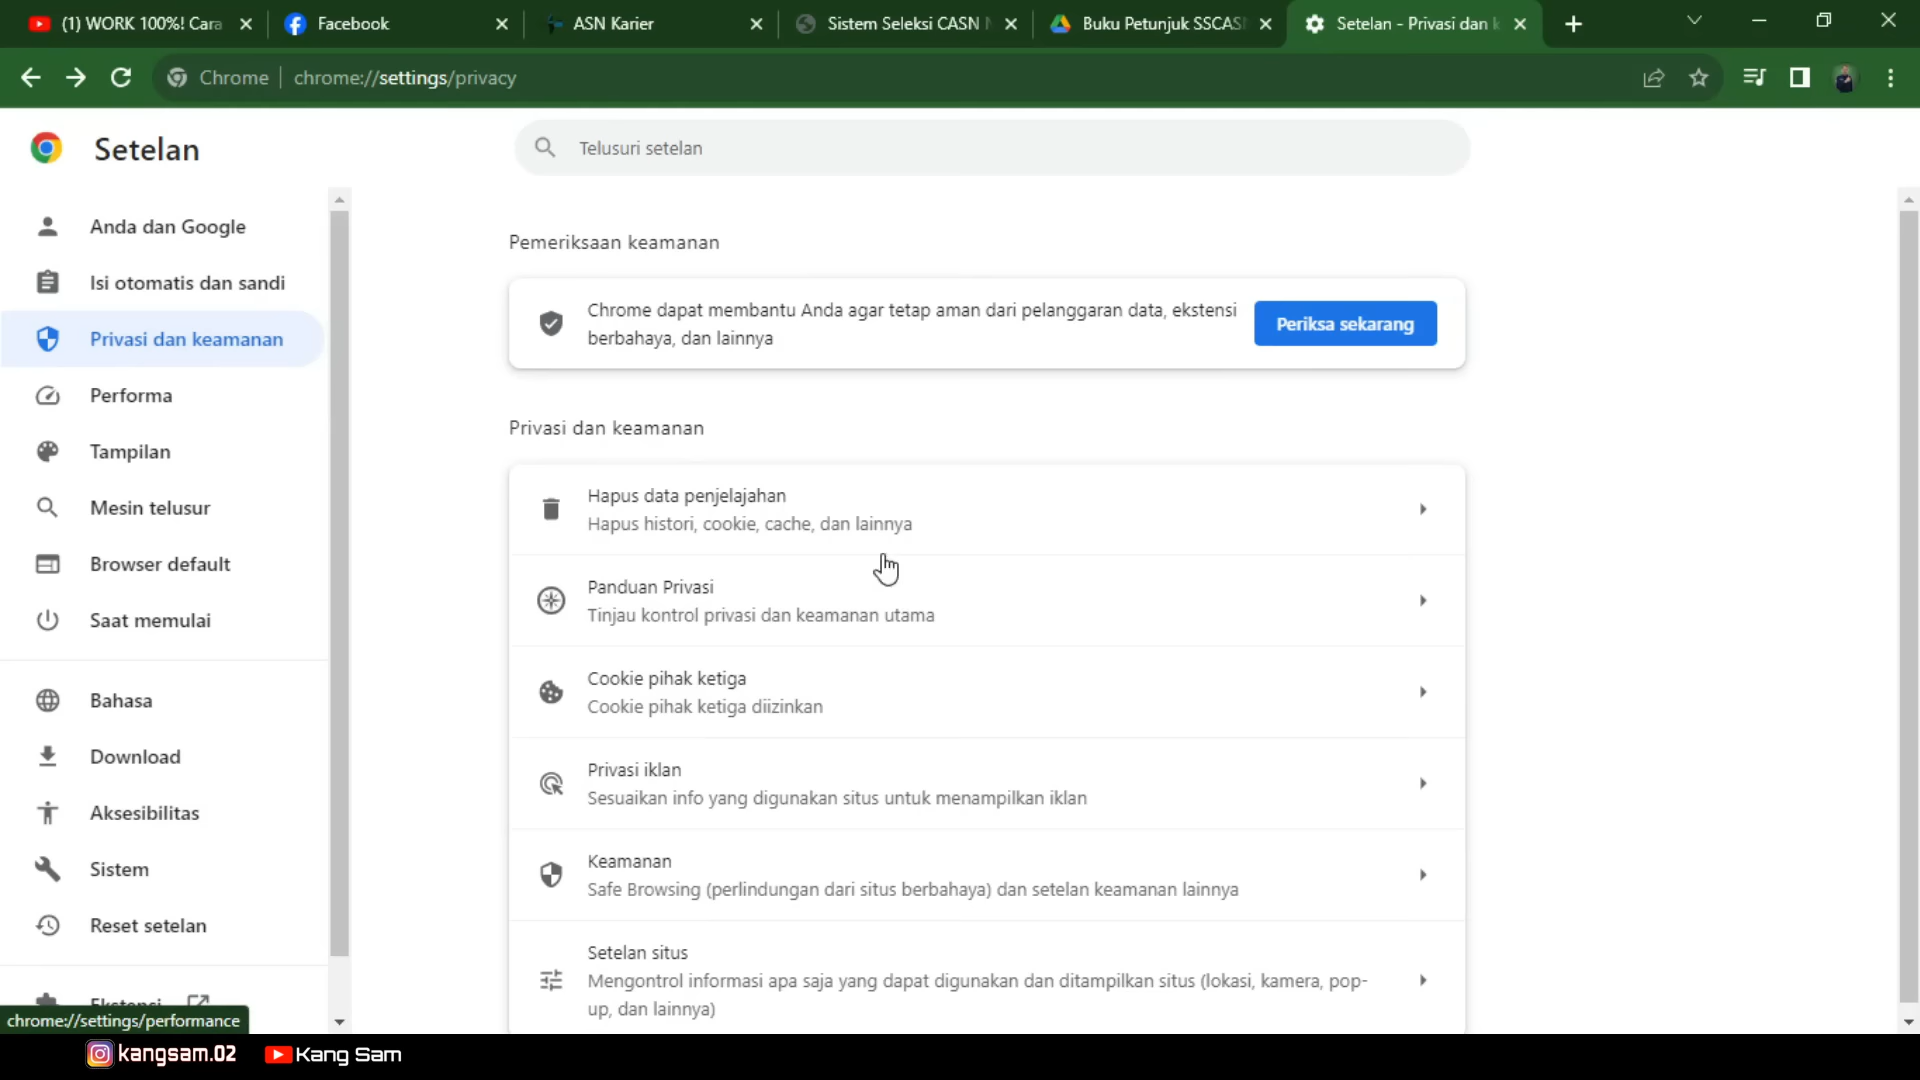 (1) WORK 100%! Cara
Facebook
ASN Karier
Sistem Seleksi CASN
Buku Petunjuk SSCAS
Setelan - Privasi dan k
Chrome
chrome://settings/privacy
Setelan
Telusuri setelan
Anda dan Google
Isi otomatis dan sandi
Privasi dan keamanan
Performa
Tampilan
Mesin telusur
Browser default
Saat memulai
Bahasa
Download
Aksesibilitas
Sistem
Reset setelan
Ekstensi
Pemeriksaan keamanan
Chrome dapat membantu Anda agar tetap aman dari pelanggaran data, ekstensi
berbahaya, dan lainnya
Periksa sekarang
Privasi dan keamanan
Hapus data penjelajahan
Hapus histori, cookie, cache, dan lainnya
Panduan Privasi
Tinjau kontrol privasi dan keamanan utama
Cookie pihak ketiga
Cookie pihak ketiga diizinkan
Privasi iklan
Sesuaikan info yang digunakan situs untuk menampilkan iklan
Keamanan
Safe Browsing (perlindungan dari situs berbahaya) dan setelan keamanan lainnya
Setelan situs
Mengontrol informasi apa saja yang dapat digunakan dan ditampilkan situs (lokasi, kamera, pop-
up, dan lainnya)
chrome://settings/performance
kangsam.02
Kang Sam